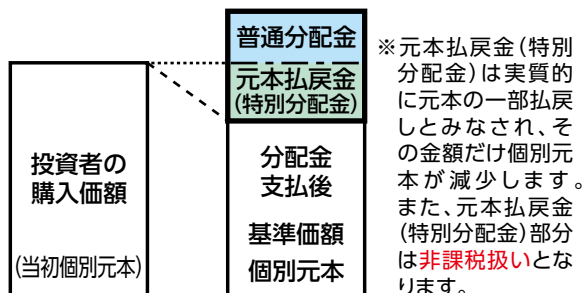 普通分配金
元本払戻金
(特別分配金)
投資者の
購入価額
(当初個別元本)
分配金
支払後
基準価額
個別元本
※元本払戻金(特別
分配金)は実質的
に元本の一部払戻
しとみなされ、そ
の金額だけ個別元
本が減少します。
また、元本払戻金
(特別分配金)部分
は非課税扱いとな
ります。